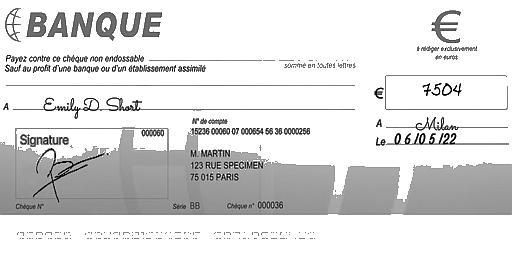 BANQUE
€
à rédiger exclusivement
en euros
Payez contre ce chèque non endossable
Sauf au profit d'une banque ou d'un établissement assimilé
somme en toutes lettres
€ 7504
A Emily D. Short
A Milan
Le 06/05/22
N° de compte
000060 15236 00060 07 000654 56 36 0000256
Signature
M. MARTIN
123 RUE SPECIMEN
75 015 PARIS
Chèque N° Série BB Chèque n° 000036